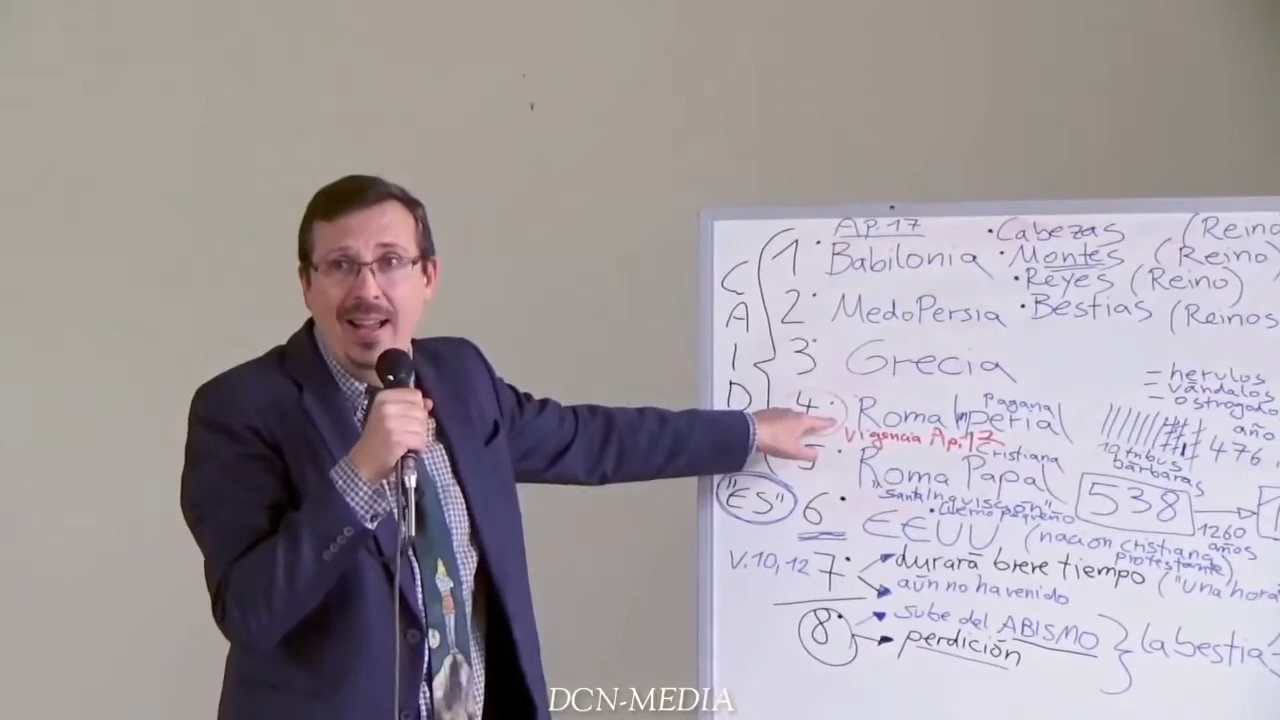 Ap.17
•Cabezas (Reino
1• Babilonia •Montes (Reino)
•Reyes (Reino)
2• MedoPersia •Bestias (Reinos
3• Grecia
= herulos
= vándalos
= ostrogodo
CAID
4• Roma Imperial Pagana
año
476
10 tribus
bárbaras
Vigencia Ap.17
5• Roma Papal Cristiana
"Santa Inquisición"
•Cuerno pequeño
538
1260
años
"ES" 6• EEUU (nación cristiana
protestante)
V.10,12 7• durará breve tiempo ("una hora
aún no ha venido
8• sube del ABISMO
perdición
} la bestia
DCN-MEDIA